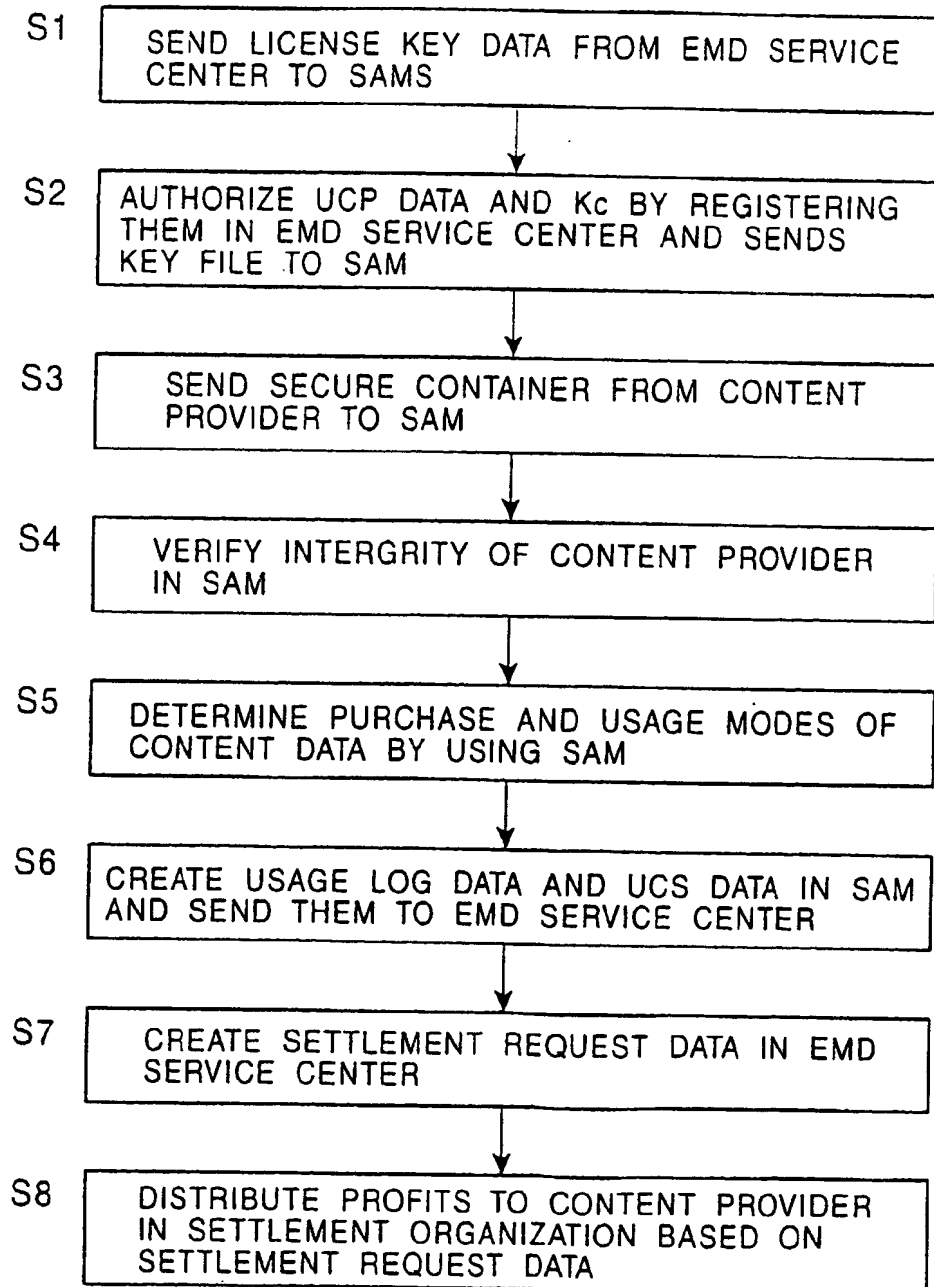 S1
SEND LICENSE KEY DATA FROM EMD SERVICE
CENTER TO SAMS
S2
AUTHORIZE UCP DATA AND Kc BY REGISTERING
THEM IN EMD SERVICE CENTER AND SENDS
KEY FILE TO SAM
S3
SEND SECURE CONTAINER FROM CONTENT
PROVIDER TO SAM
S4
VERIFY INTERGRITY OF CONTENT PROVIDER
IN SAM
S5
DETERMINE PURCHASE AND USAGE MODES OF
CONTENT DATA BY USING SAM
S6
CREATE USAGE LOG DATA AND UCS DATA IN SAM
AND SEND THEM TO EMD SERVICE CENTER
S7
CREATE SETTLEMENT REQUEST DATA IN EMD
SERVICE CENTER
S8
DISTRIBUTE PROFITS TO CONTENT PROVIDER
IN SETTLEMENT ORGANIZATION BASED ON
SETTLEMENT REQUEST DATA